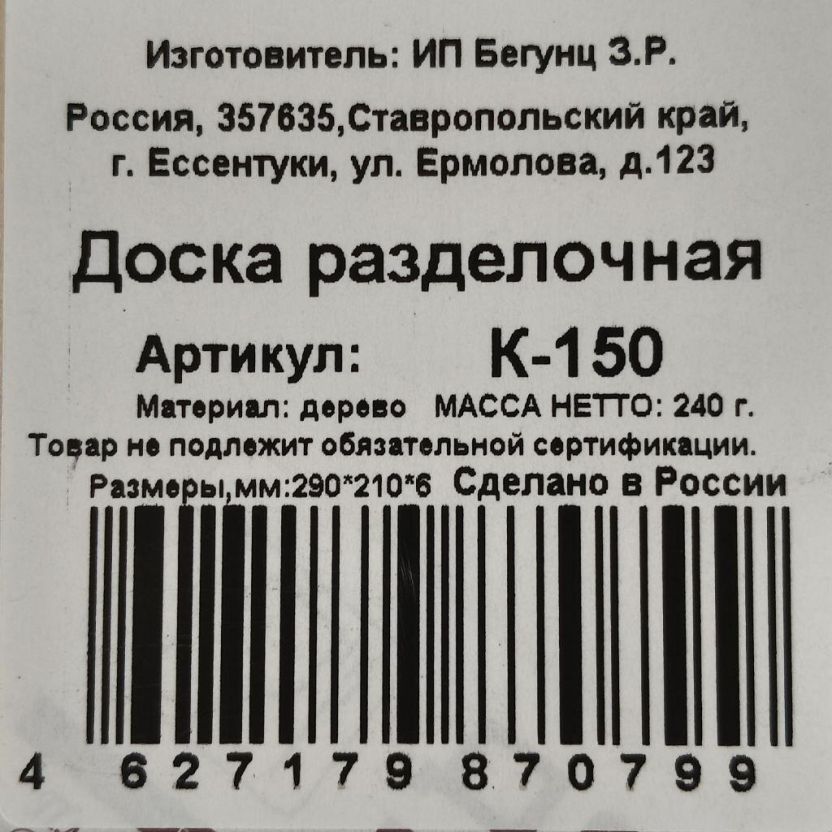 Изготовитель: ИП Бегунц З.Р.
Россия, 357635,Ставропольский край,
г. Ессентуки, ул. Ермолова, д.123
Доска разделочная
Артикул: К-150
Материал: дерево МАССА НЕТТО: 240 г.
Товар не подлежит обязательной сертификации.
Размеры,мм:290*210*6 Сделано в России
4 627179 870799